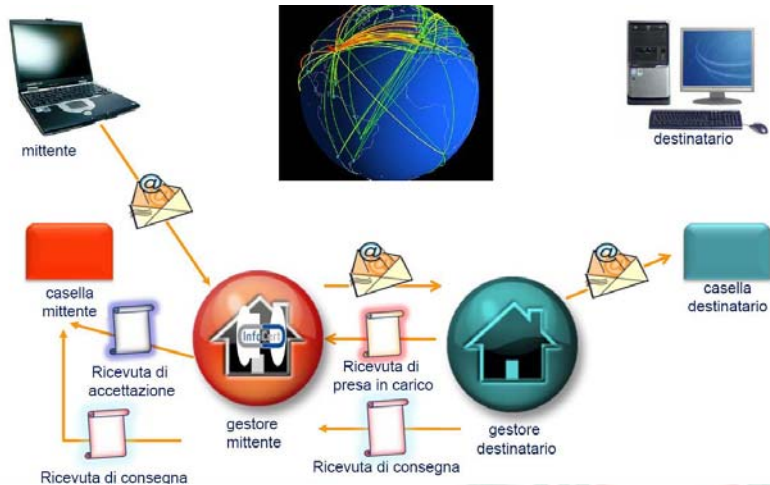 mittente
destinatario
@
@
@
casella
mittente
casella
destinatario
InfoCert
Ricevuta di
accettazione
Ricevuta di
presa in carico
gestore
mittente
gestore
destinatario
Ricevuta di consegna
Ricevuta di consegna